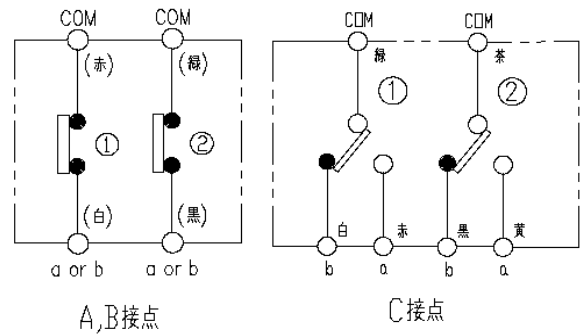 COM COM
(赤) (緑)
① ②
(白) (黒)
a or b a or b
A,B接点
COM COM
緑 茶
① ②
白 赤 黒 黄
b a b a
C接点